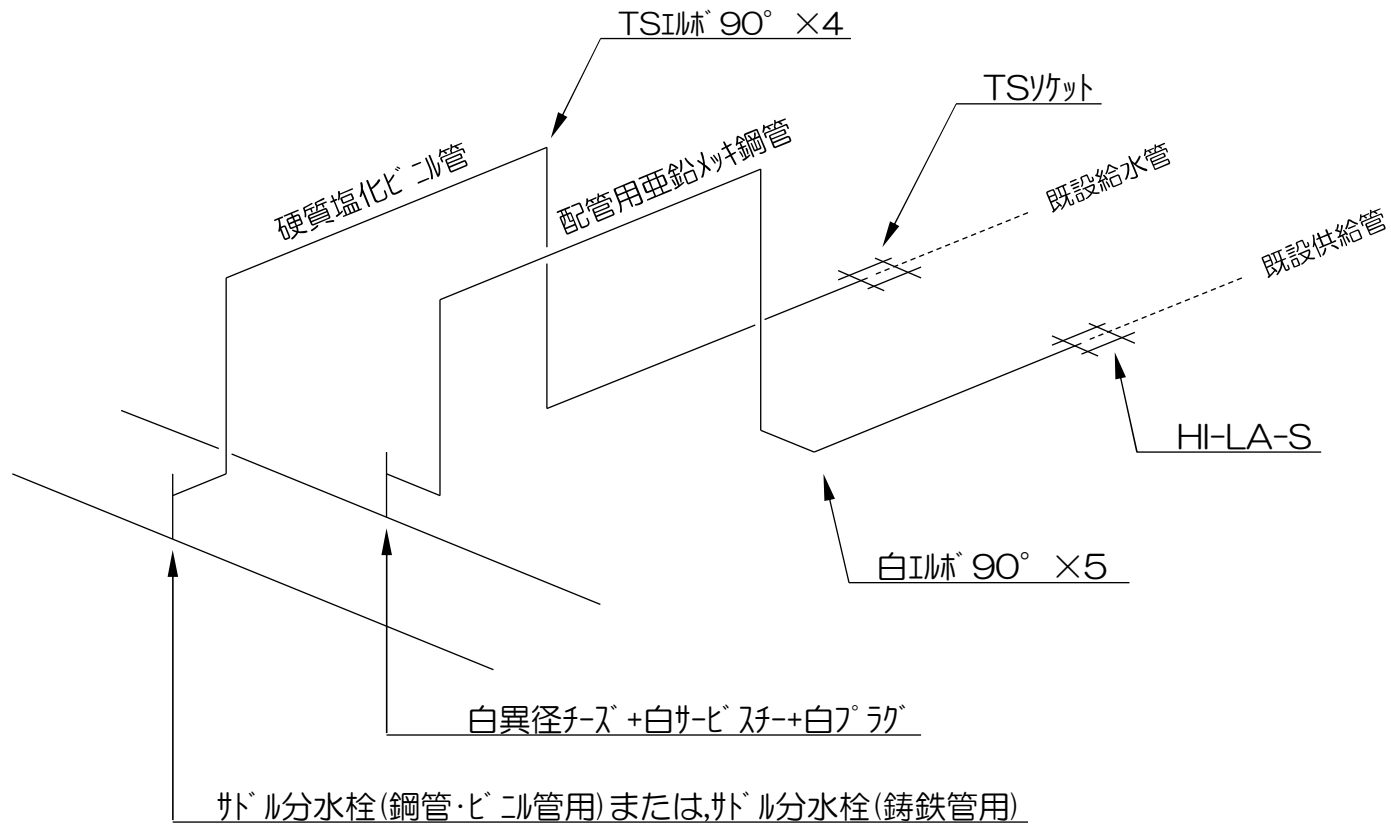 TSｴﾙﾎﾞ90° ×4
TSｿｹｯﾄ
硬質塩化ﾋﾞﾆﾙ管
配管用亜鉛ﾒｯｷ鋼管
既設給水管
既設供給管
HI-LA-S
白ｴﾙﾎﾞ90° ×5
白異径ﾁｰｽﾞ+白ｻｰﾋﾞｽﾁｰ+白ﾌﾟﾗｸﾞ
ｻﾄﾞﾙ分水栓(鋼管･ﾋﾞﾆﾙ管用)または,ｻﾄﾞﾙ分水栓(鋳鉄管用)